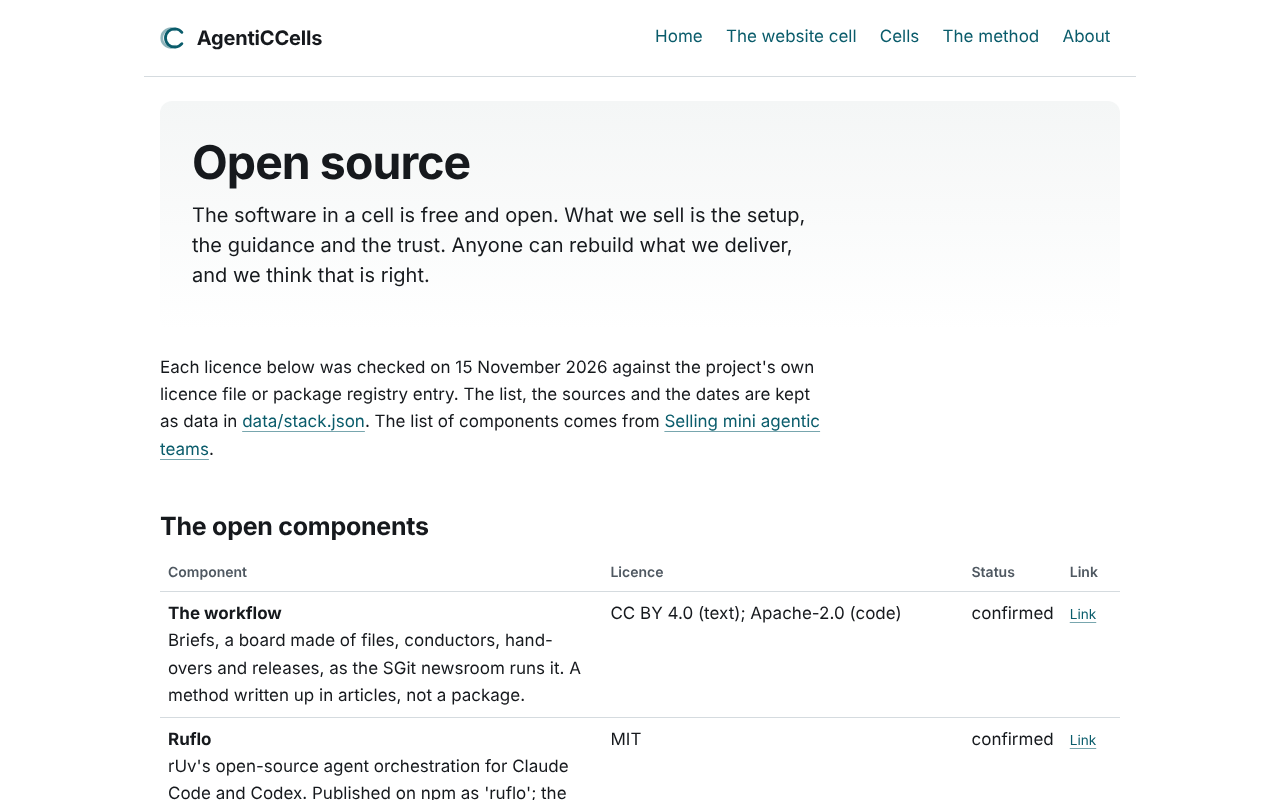 AgentiCCells
Home The website cell Cells The method About
Open source
The software in a cell is free and open. What we sell is the setup,
the guidance and the trust. Anyone can rebuild what we deliver,
and we think that is right.
Each licence below was checked on 15 November 2026 against the project's own
licence file or package registry entry. The list, the sources and the dates are kept
as data in data/stack.json. The list of components comes from Selling mini agentic
teams.
The open components
Component Licence Status Link
The workflow CC BY 4.0 (text); Apache-2.0 (code) confirmed Link
Briefs, a board made of files, conductors, hand-
overs and releases, as the SGit newsroom runs it. A
method written up in articles, not a package.
Ruflo MIT confirmed Link
rUv's open-source agent orchestration for Claude
Code and Codex. Published on npm as 'ruflo'; the